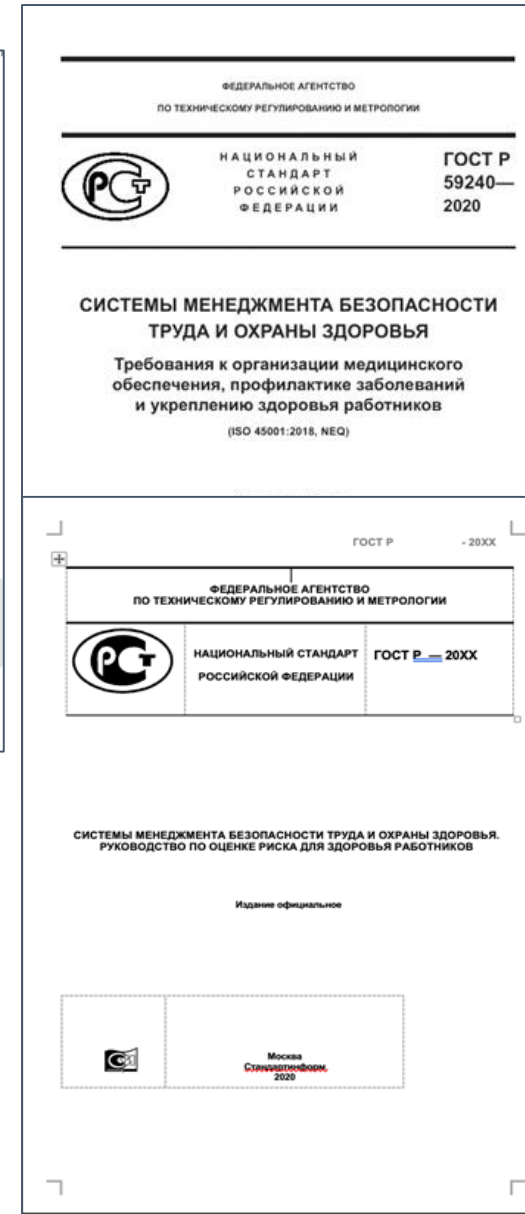 ФЕДЕРАЛЬНОЕ АГЕНТСТВО
ПО ТЕХНИЧЕСКОМУ РЕГУЛИРОВАНИЮ И МЕТРОЛОГИИ
РСТ
НАЦИОНАЛЬНЫЙ
СТАНДАРТ
РОССИЙСКОЙ
ФЕДЕРАЦИИ
ГОСТ Р
59240—
2020
СИСТЕМЫ МЕНЕДЖМЕНТА БЕЗОПАСНОСТИ
ТРУДА И ОХРАНЫ ЗДОРОВЬЯ
Требования к организации медицинского
обеспечения, профилактике заболеваний
и укреплению здоровья работников
(ISO 45001:2018, NEQ)
ГОСТ Р - 20XX
ФЕДЕРАЛЬНОЕ АГЕНТСТВО
ПО ТЕХНИЧЕСКОМУ РЕГУЛИРОВАНИЮ И МЕТРОЛОГИИ
РСТ
НАЦИОНАЛЬНЫЙ СТАНДАРТ
РОССИЙСКОЙ ФЕДЕРАЦИИ
ГОСТ Р — 20XX
СИСТЕМЫ МЕНЕДЖМЕНТА БЕЗОПАСНОСТИ ТРУДА И ОХРАНЫ ЗДОРОВЬЯ.
РУКОВОДСТВО ПО ОЦЕНКЕ РИСКА ДЛЯ ЗДОРОВЬЯ РАБОТНИКОВ
Издание официальное
СИ
Москва
Стандартинформ
2020